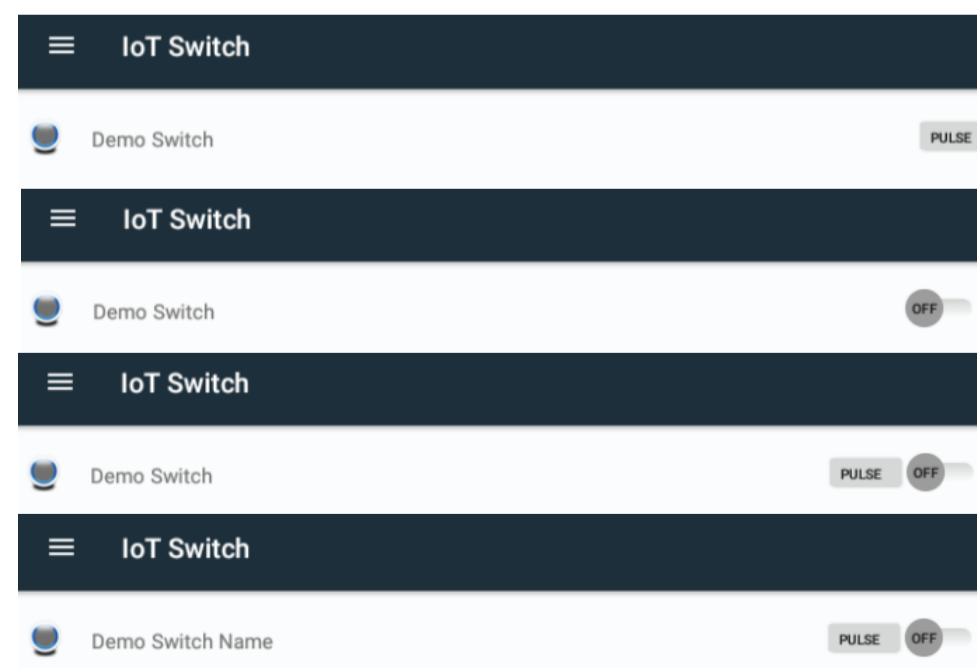 IoT Switch
Demo Switch PULSE
IoT Switch
Demo Switch OFF
IoT Switch
Demo Switch PULSE OFF
IoT Switch
Demo Switch Name PULSE OFF